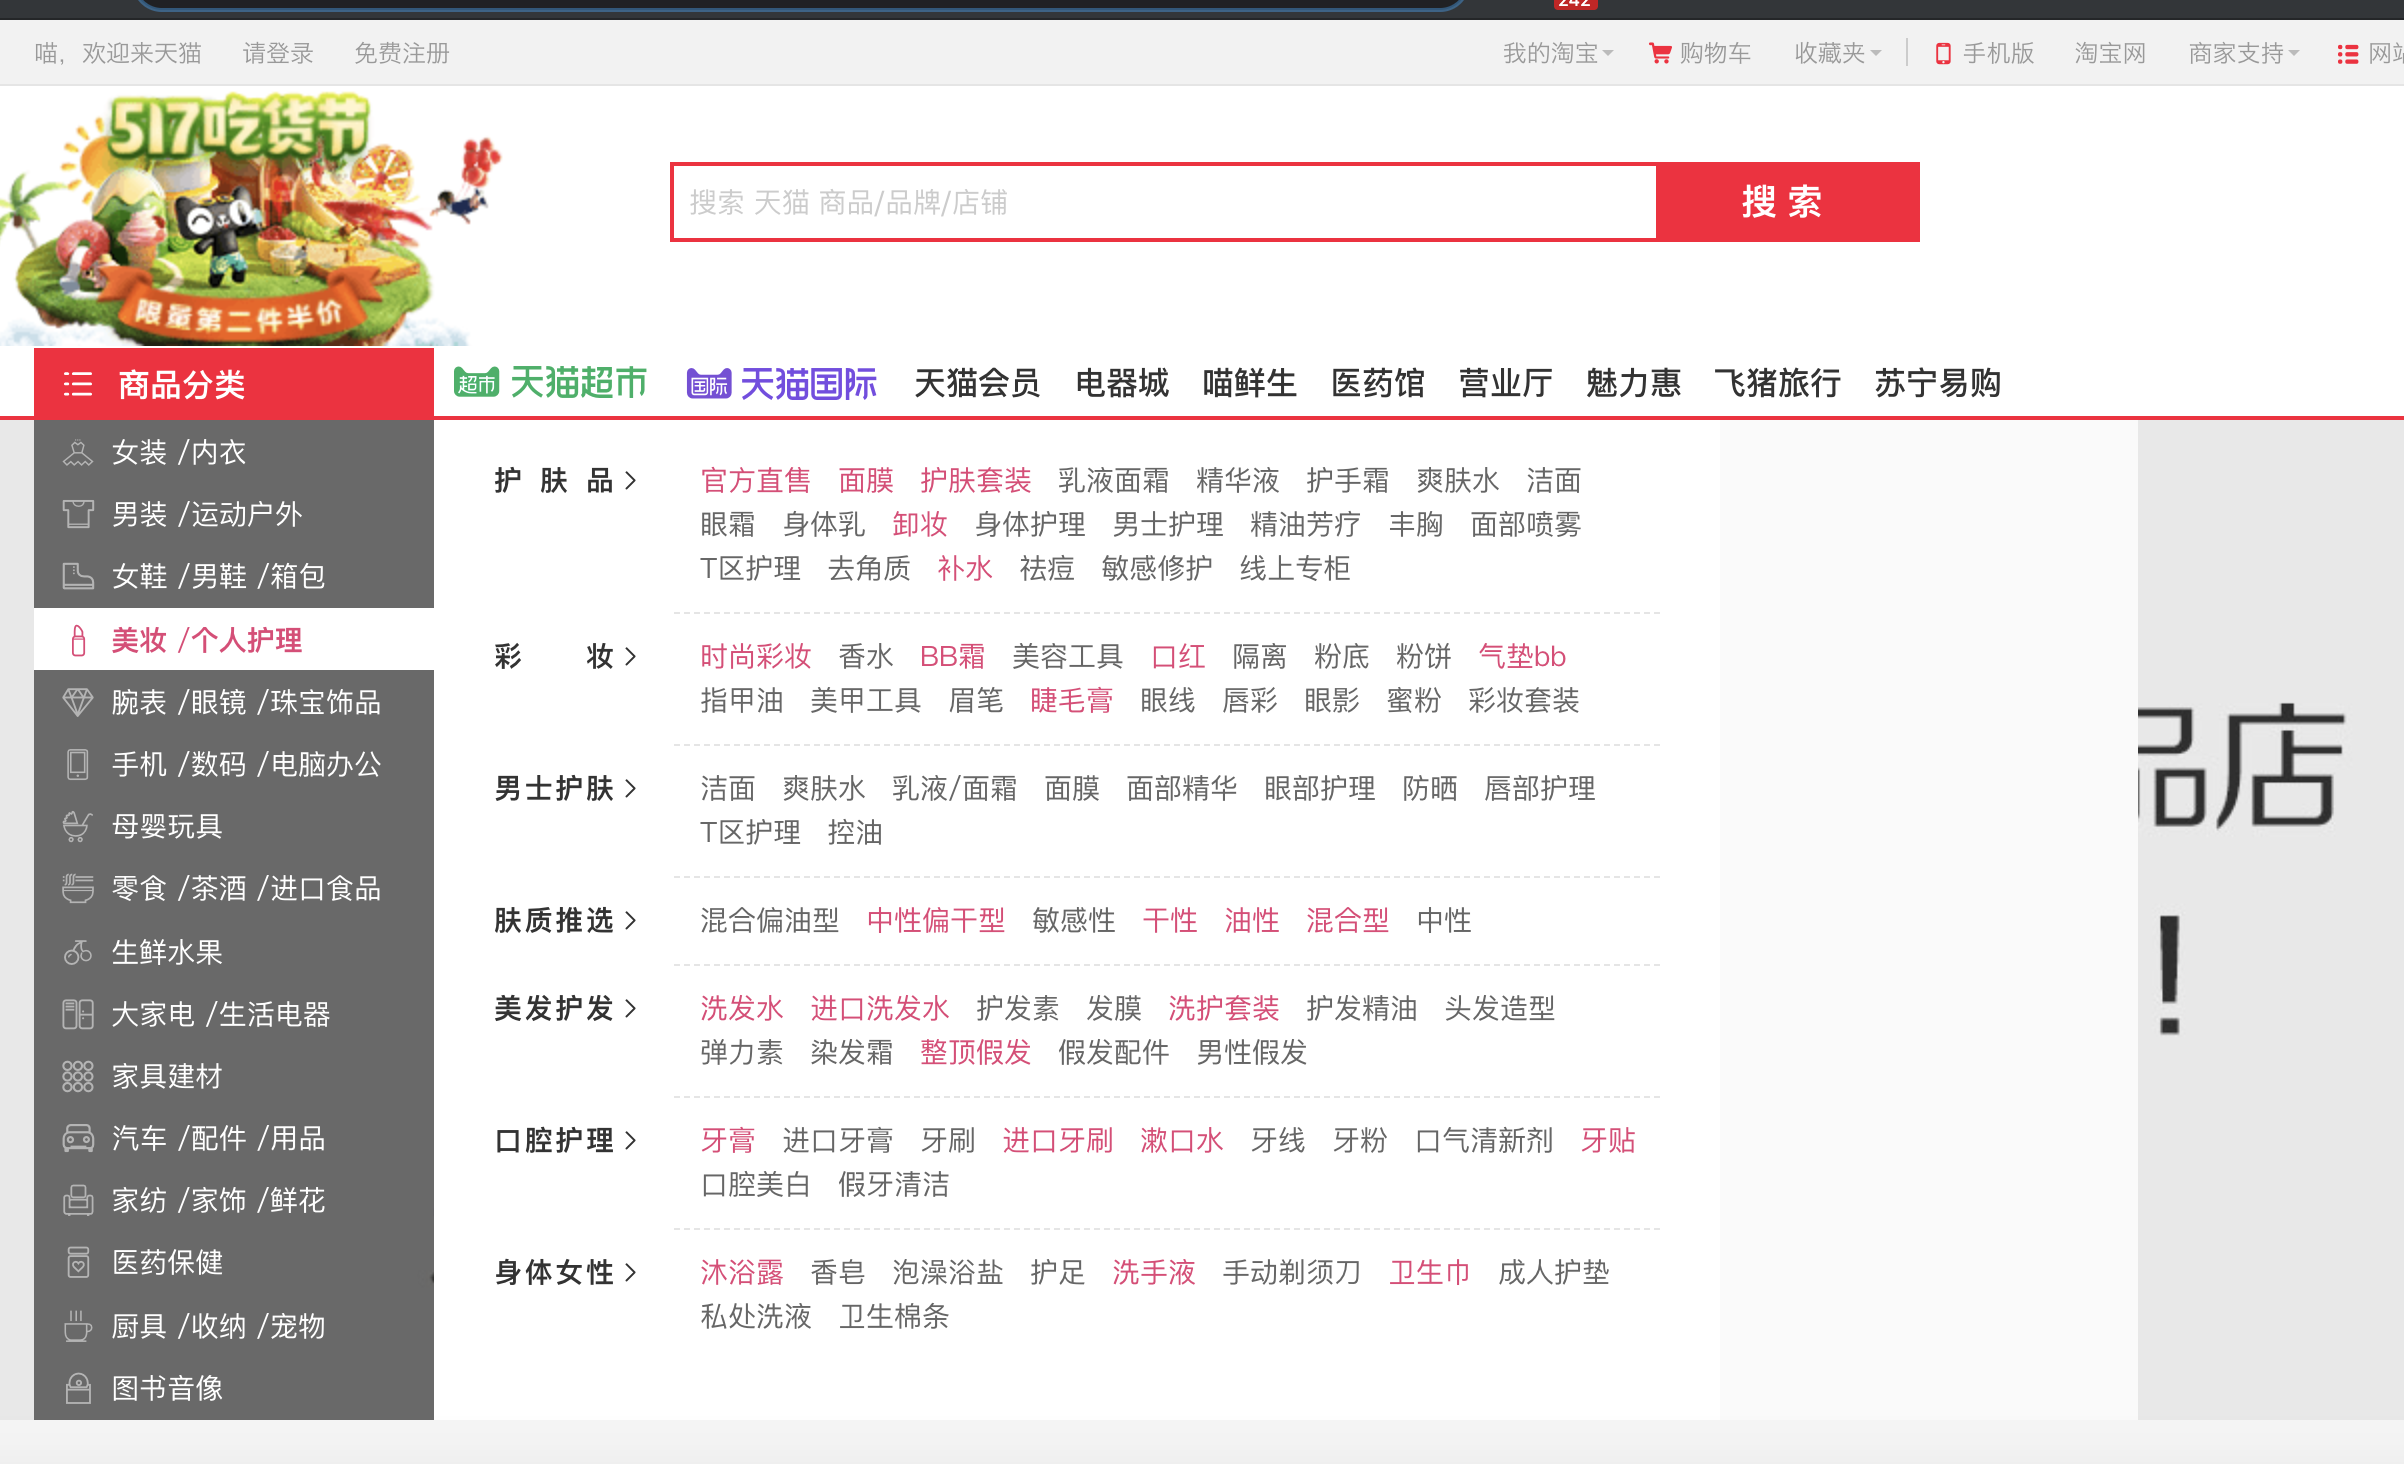 242
喵，欢迎来天猫 请登录 免费注册 我的淘宝 购物车 收藏夹 手机版 淘宝网 商家支持
517吃货节
限量第二件半价
搜索 天猫 商品/品牌/店铺 搜索
商品分类 超市 天猫超市 国际 天猫国际 天猫会员 电器城 喵鲜生 医药馆 营业厅 魅力惠 飞猪旅行 苏宁易购
女装 /内衣
男装 /运动户外
女鞋 /男鞋 /箱包
美妆 /个人护理
腕表 /眼镜 /珠宝饰品
手机 /数码 /电脑办公
母婴玩具
零食 /茶酒 /进口食品
生鲜水果
大家电 /生活电器
家具建材
汽车 /配件 /用品
家纺 /家饰 /鲜花
医药保健
厨具 /收纳 /宠物
图书音像
护肤品 > 官方直售 面膜 护肤套装 乳液面霜 精华液 护手霜 爽肤水 洁面
眼霜 身体乳 卸妆 身体护理 男士护理 精油芳疗 丰胸 面部喷雾
T区护理 去角质 补水 祛痘 敏感修护 线上专柜
彩妆 > 时尚彩妆 香水 BB霜 美容工具 口红 隔离 粉底 粉饼 气垫bb
指甲油 美甲工具 眉笔 睫毛膏 眼线 唇彩 眼影 蜜粉 彩妆套装
男士护肤 > 洁面 爽肤水 乳液/面霜 面膜 面部精华 眼部护理 防晒 唇部护理
T区护理 控油
肤质推选 > 混合偏油型 中性偏干型 敏感性 干性 油性 混合型 中性
美发护发 > 洗发水 进口洗发水 护发素 发膜 洗护套装 护发精油 头发造型
弹力素 染发霜 整顶假发 假发配件 男性假发
口腔护理 > 牙膏 进口牙膏 牙刷 进口牙刷 漱口水 牙线 牙粉 口气清新剂 牙贴
口腔美白 假牙清洁
身体女性 > 沐浴露 香皂 泡澡浴盐 护足 洗手液 手动剃须刀 卫生巾 成人护垫
私处洗液 卫生棉条
品店
！